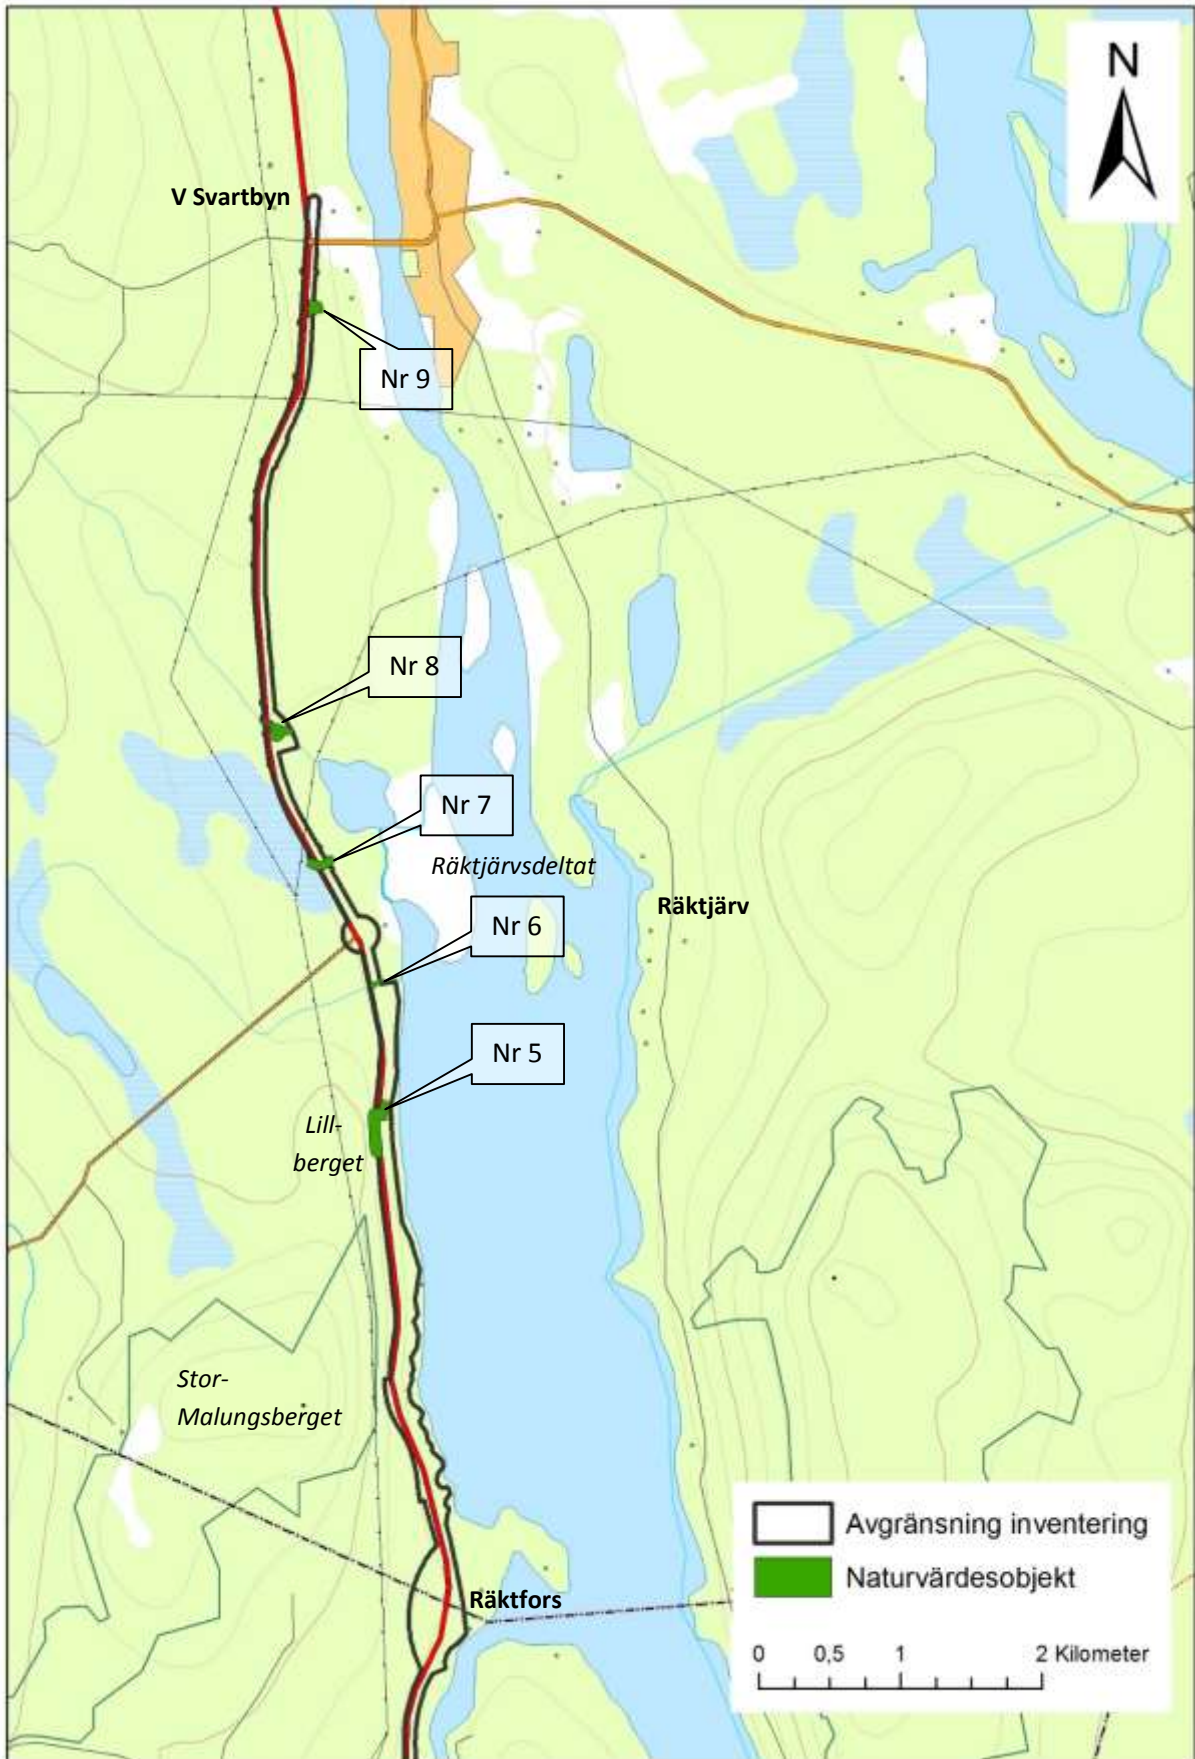 N
V Svartbyn
Nr 9
Nr 8
Nr 7
Räktjärvsdeltat
Räktjärv
Nr 6
Nr 5
Lill-
berget
Stor-
Malungsberget
Räktfors
Avgränsning inventering
Naturvärdesobjekt
0 0,5 1 2 Kilometer